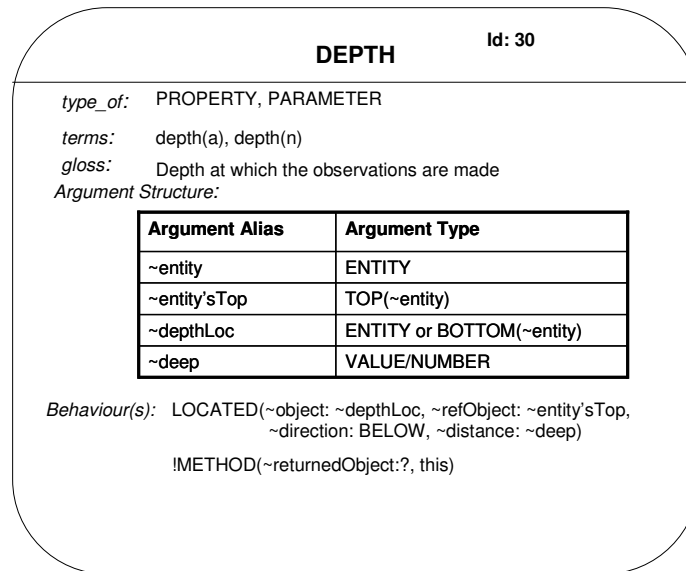 Id: 30
DEPTH
type_of: PROPERTY, PARAMETER
terms: depth(a), depth(n)
gloss: Depth at which the observations are made
Argument Structure:
Argument Alias Argument Type
~entity ENTITY
~entity'sTop TOP(~entity)
~depthLoc ENTITY or BOTTOM(~entity)
~deep VALUE/NUMBER
Behaviour(s): LOCATED(~object: ~depthLoc, ~refObject: ~entity'sTop,
~direction: BELOW, ~distance: ~deep)
!METHOD(~returnedObject:?, this)